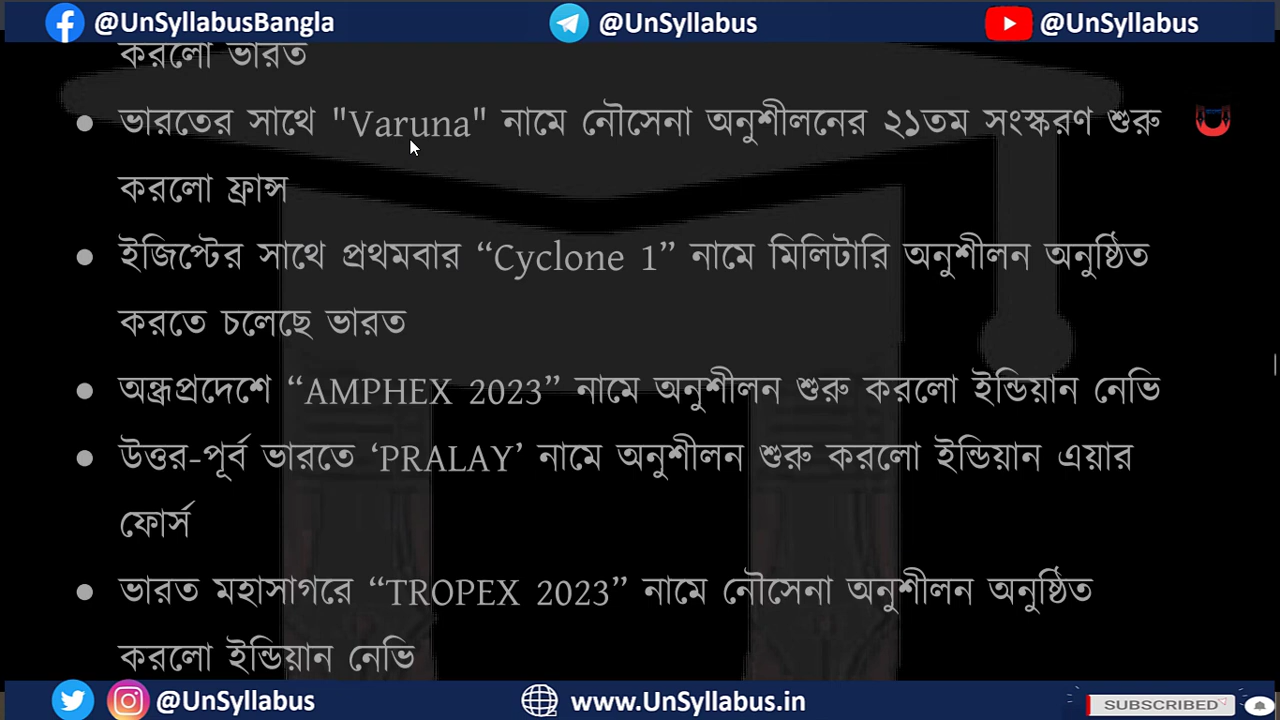 @UnSyllabusBangla
@UnSyllabus
@UnSyllabus
করলো ভারত
ভারতের সাথে "Varuna" নামে নৌসেনা অনুশীলনের ২১তম সংস্করণ শুরু
করলো ফ্রান্স
ইজিপ্টের সাথে প্রথমবার “Cyclone 1” নামে মিলিটারি অনুশীলন অনুষ্ঠিত
করতে চলেছে ভারত
অন্ধ্রপ্রদেশে “AMPHEX 2023” নামে অনুশীলন শুরু করলো ইন্ডিয়ান নেভি
উত্তর-পূর্ব ভারতে ‘PRALAY’ নামে অনুশীলন শুরু করলো ইন্ডিয়ান এয়ার
ফোর্স
ভারত মহাসাগরে “TROPEX 2023” নামে নৌসেনা অনুশীলন অনুষ্ঠিত
করলো ইন্ডিয়ান নেভি
@UnSyllabus
www.UnSyllabus.in
SUBSCRIBED